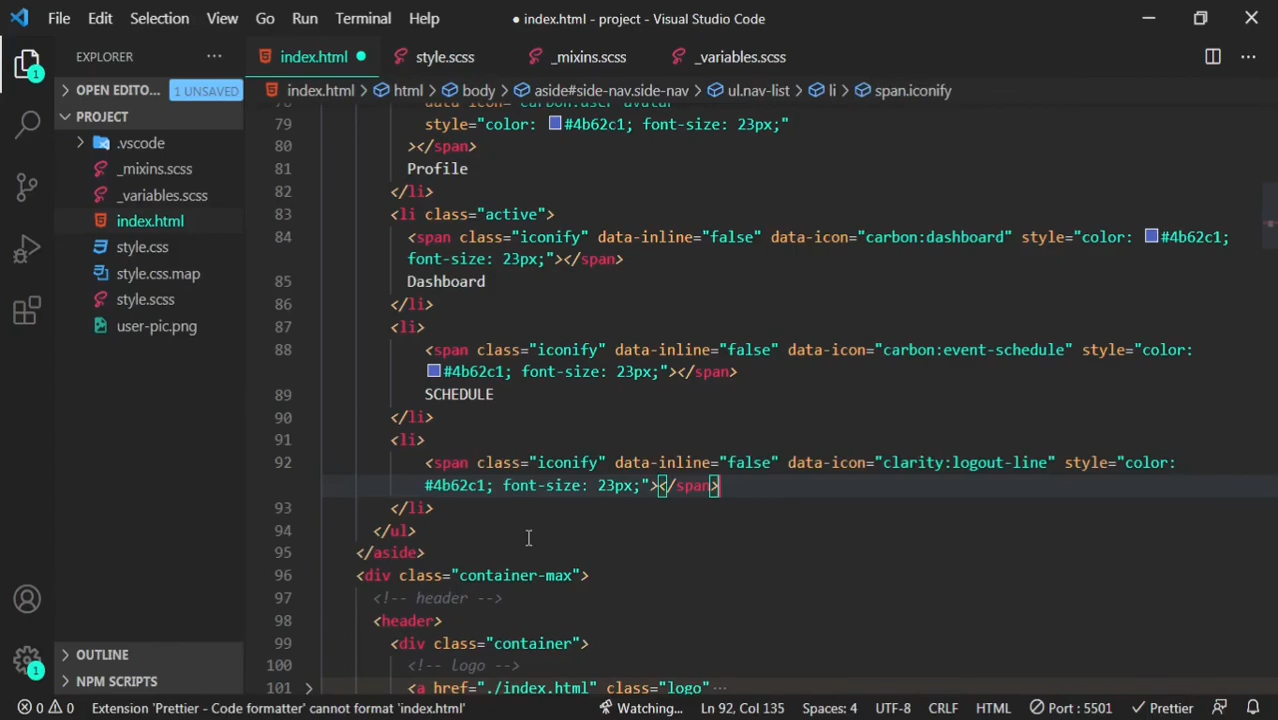 File Edit Selection View Go Run Terminal Help ● index.html - project - Visual Studio Code
EXPLORER ··· index.html ● style.scss _mixins.scss _variables.scss ···
OPEN EDITO... 1 UNSAVED
index.html > html > body > aside#side-nav.side-nav > ul.nav-list > li > span.iconify
PROJECT
.vscode
_mixins.scss
_variables.scss
index.html
style.css
style.css.map
style.scss
user-pic.png
OUTLINE
NPM SCRIPTS
1
1
79 style="color: #4b62c1; font-size: 23px;"
80 ></span>
81 Profile
82 </li>
83 <li class="active">
84 <span class="iconify" data-inline="false" data-icon="carbon:dashboard" style="color: #4b62c1;
font-size: 23px;"></span>
85 Dashboard
86 </li>
87 <li>
88 <span class="iconify" data-inline="false" data-icon="carbon:event-schedule" style="color:
#4b62c1; font-size: 23px;"></span>
89 SCHEDULE
90 </li>
91 <li>
92 <span class="iconify" data-inline="false" data-icon="clarity:logout-line" style="color:
#4b62c1; font-size: 23px;"></span>
93 </li>
94 </ul>
95 </aside>
96 <div class="container-max">
97 <!-- header -->
98 <header>
99 <div class="container">
100 <!-- logo -->
101 <a href="./index.html" class="logo"···
0 0 Extension 'Prettier - Code formatter' cannot format 'index.html' Watching... Ln 92, Col 135 Spaces: 4 UTF-8 CRLF HTML Port : 5501 Prettier